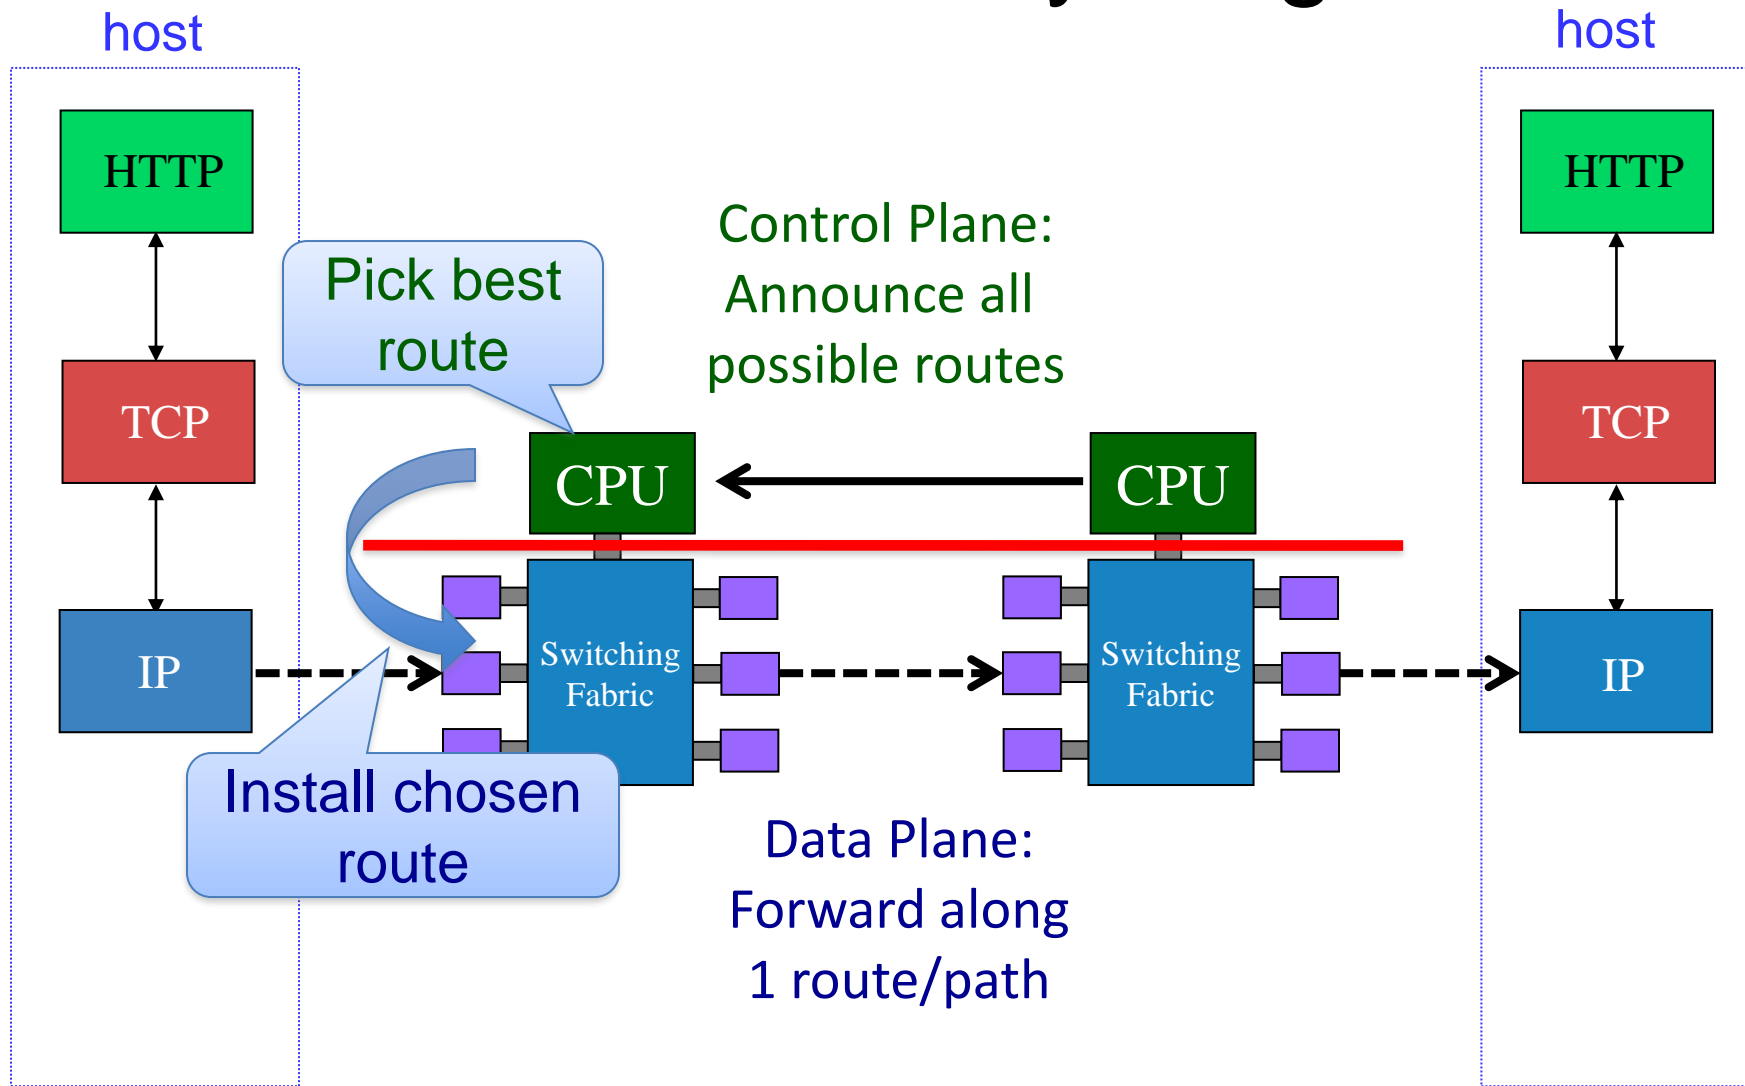 host
host
HTTP
HTTP
Control Plane:
Announce all
possible routes
Pick best
route
TCP
TCP
CPU
CPU
Switching
Fabric
Switching
Fabric
IP
IP
Install chosen
route
Data Plane:
Forward along
1 route/path